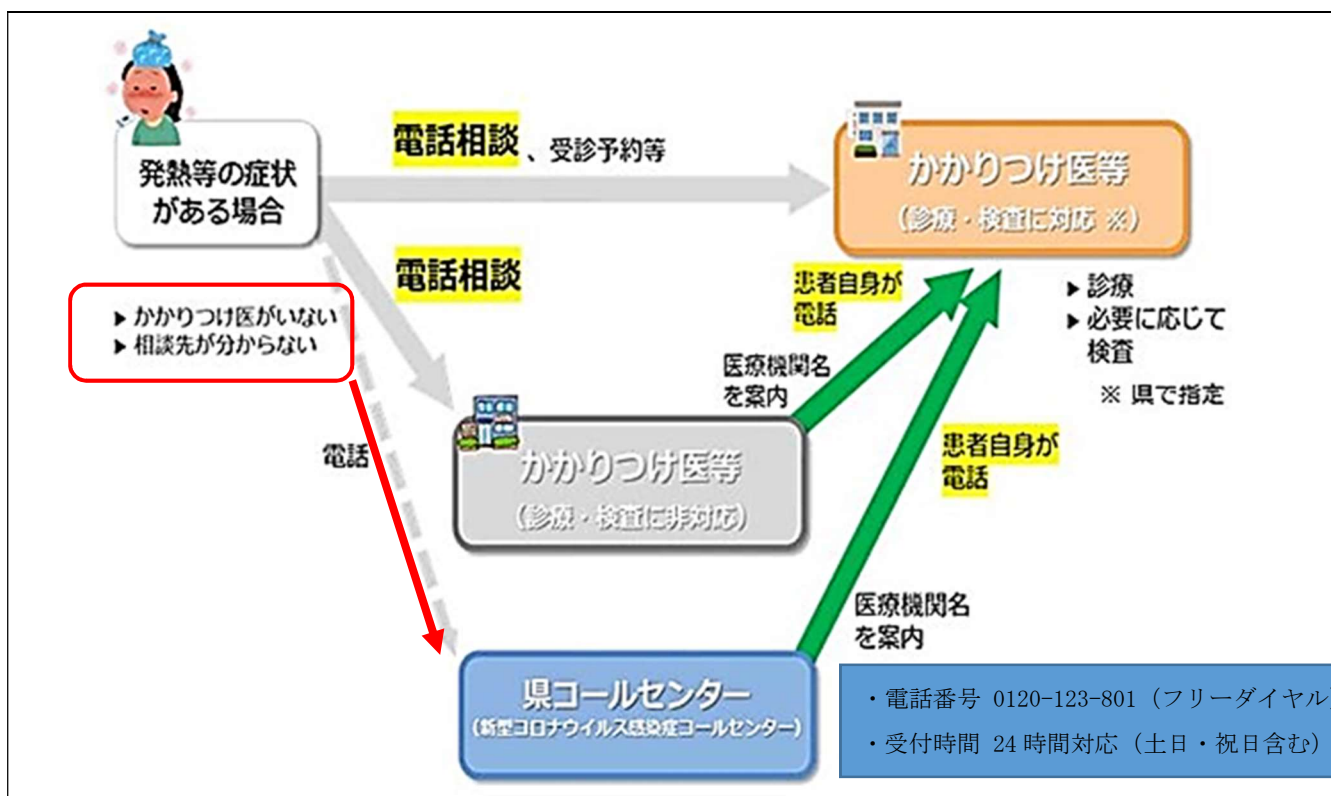 発熱等の症状
がある場合
電話相談、受診予約等
かかりつけ医等
(診療・検査に対応 ※)
電話相談
▶ かかりつけ医がいない
▶ 相談先が分からない
患者自身が
電話
▶ 診療
▶ 必要に応じて
検査
※ 県で指定
医療機関名
を案内
電話
かかりつけ医等
(診療・検査に非対応)
患者自身が
電話
医療機関名
を案内
県コールセンター
(新型コロナウイルス感染症コールセンター)
・電話番号 0120-123-801(フリーダイヤル
・受付時間 24時間対応(土日・祝日含む)